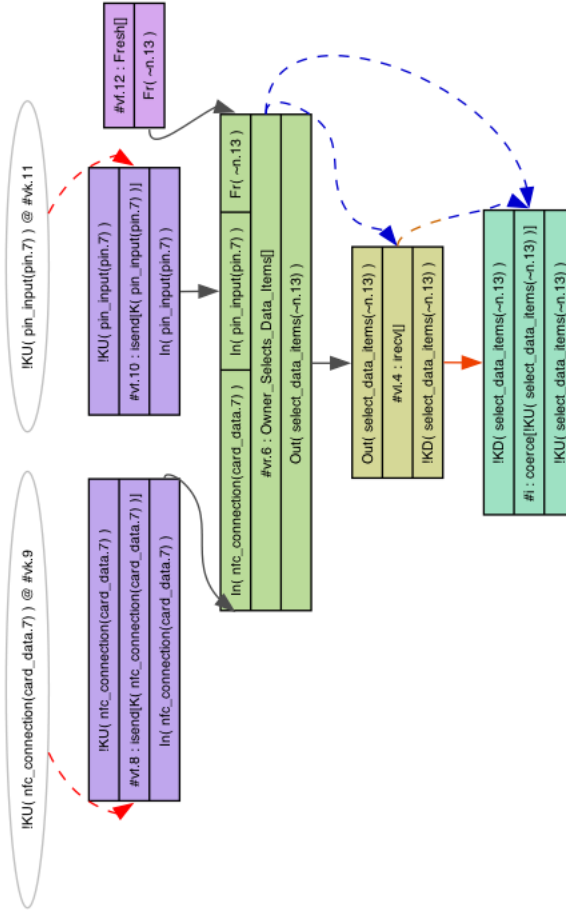 !KU( nfc_connection(card_data.7) ) @ #vk.9
!KU( pin_input(pin.7) ) @ #vk.11
!KU( nfc_connection(card_data.7) )
#vf.8 : isend[K( nfc_connection(card_data.7) )]
In( nfc_connection(card_data.7) )
!KU( pin_input(pin.7) )
#vf.10 : isend[K( pin_input(pin.7) )]
In( pin_input(pin.7) )
#vf.12 : Fresh[]
Fr( ~n.13 )
In( nfc_connection(card_data.7) ) In( pin_input(pin.7) ) Fr( ~n.13 )
#vr.6 : Owner_Selects_Data_Items[]
Out( select_data_items(~n.13) )
Out( select_data_items(~n.13) )
#vl.4 : irecv[]
!KD( select_data_items(~n.13) )
!KD( select_data_items(~n.13) )
#i : coerce[!KU( select_data_items(~n.13) )]
!KU( select_data_items(~n.13) )